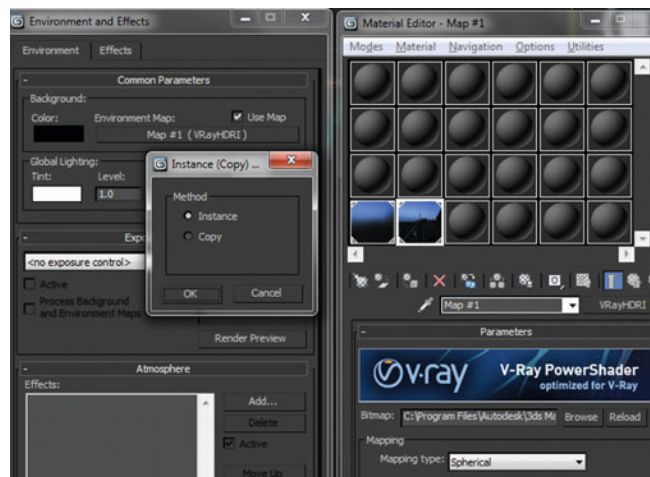 Environment and Effects
Environment
Effects
Common Parameters
Background:
Color:
Environment Map:
Use Map
Map #1 ( VRayHDRI )
Global Lighting:
Tint:
Level:
1.0
Expo
<no exposure control>
Active
Process Background
and Environment Maps
Render Preview
Atmosphere
Effects:
Add...
Delete
Active
Move Up
Instance (Copy) ...
Method
Instance
Copy
OK
Cancel
Material Editor - Map #1
Modes Material Navigation Options Utilities
Map #1
VRayHDRI
Parameters
v·ray
V-Ray PowerShader
optimized for V-Ray
Bitmap:
C:\Program Files\Autodesk\3ds Ma
Browse
Reload
Mapping
Mapping type:
Spherical